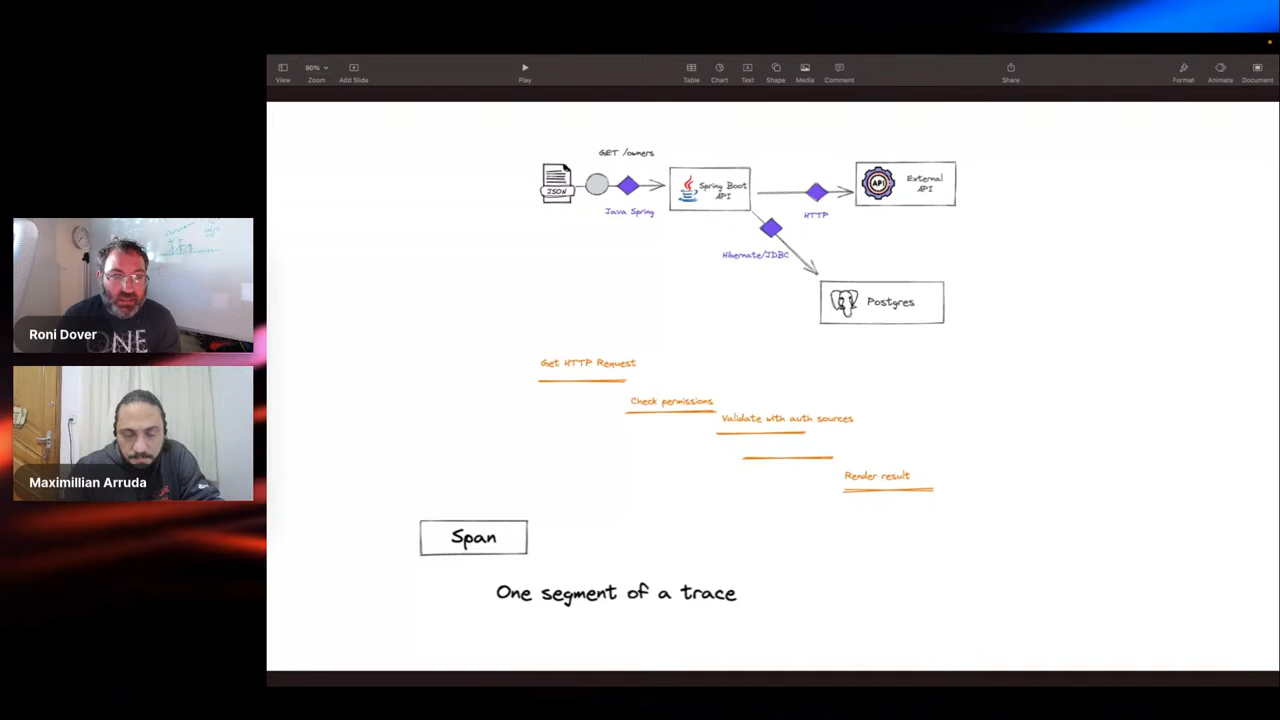 90%
View
Zoom
Add Slide
Play
Table
Chart
Text
Shape
Media
Comment
Share
Format
Animate
Document
GET /owners
JSON
Java Spring
Spring Boot
API
HTTP
API
External
API
Hibernate/JDBC
Postgres
Roni Dover
ONE
Get HTTP Request
Check permissions
Validate with auth sources
Render result
Maximillian Arruda
Span
One segment of a trace